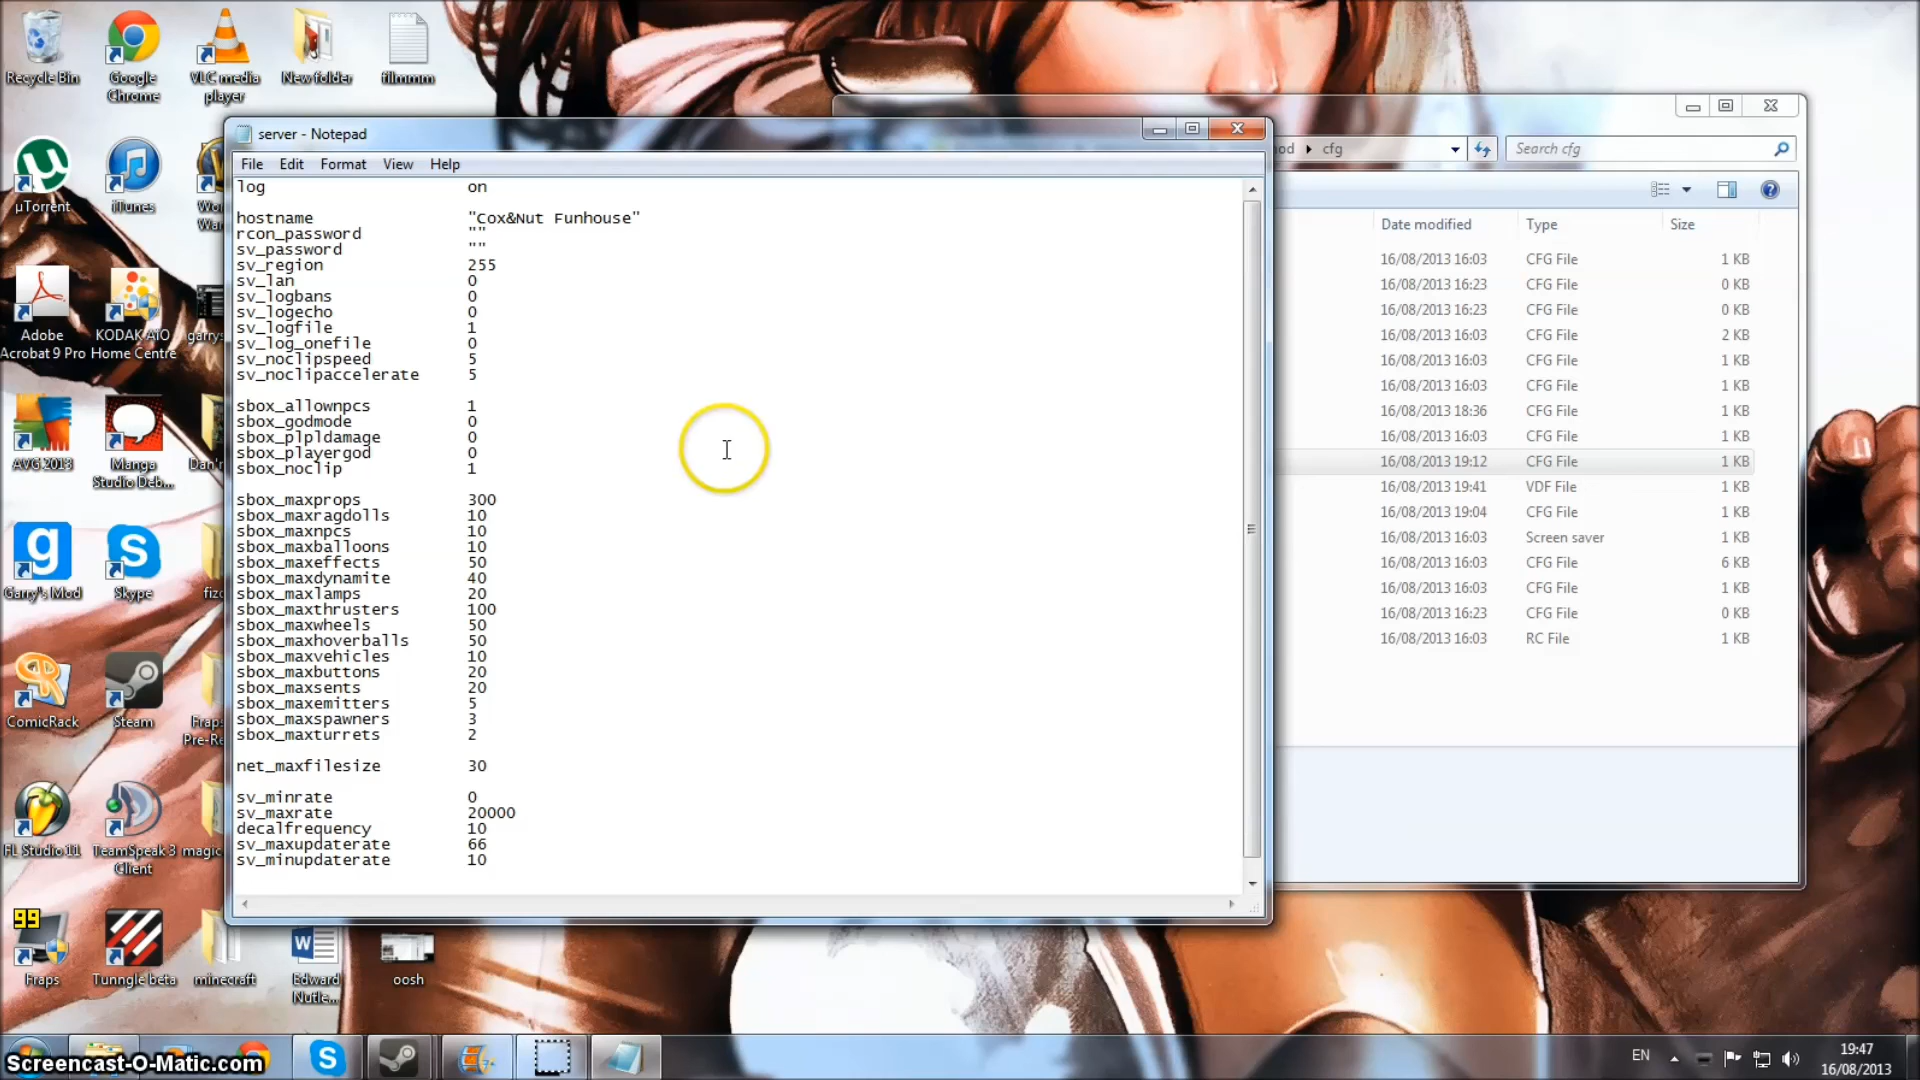 Recycle Bin
Google Chrome
VLC media player
New folder
filmmm
µTorrent
iTunes
Adobe Acrobat 9 Pro
KODAK AiO Home Centre
AVG 2013
Manga Studio Deb...
Garry's Mod
Skype
ComicRack
Steam
FL Studio 11
TeamSpeak 3 Client
99
Fraps
Tunngle beta
minecraft
Edward Nutle...
oosh
server - Notepad
File Edit Format View Help
log on
hostname "Cox&Nut Funhouse"
rcon_password ""
sv_password ""
sv_region 255
sv_lan 0
sv_logbans 0
sv_logecho 0
sv_logfile 1
sv_log_onefile 0
sv_noclipspeed 5
sv_noclipaccelerate 5
sbox_allownpcs 1
sbox_godmode 0
sbox_plpldamage 0
sbox_playergod 0
sbox_noclip 1
sbox_maxprops 300
sbox_maxragdolls 10
sbox_maxnpcs 10
sbox_maxballoons 10
sbox_maxeffects 50
sbox_maxdynamite 40
sbox_maxlamps 20
sbox_maxthrusters 100
sbox_maxwheels 50
sbox_maxhoverballs 50
sbox_maxvehicles 10
sbox_maxbuttons 20
sbox_maxsents 20
sbox_maxemitters 5
sbox_maxspawners 3
sbox_maxturrets 2
net_maxfilesize 30
sv_minrate 0
sv_maxrate 20000
decalfrequency 10
sv_maxupdaterate 66
sv_minupdaterate 10
cfg
Search cfg
Date modified Type Size
16/08/2013 16:03 CFG File 1 KB
16/08/2013 16:23 CFG File 0 KB
16/08/2013 16:23 CFG File 0 KB
16/08/2013 16:03 CFG File 2 KB
16/08/2013 16:03 CFG File 1 KB
16/08/2013 16:03 CFG File 1 KB
16/08/2013 18:36 CFG File 1 KB
16/08/2013 16:03 CFG File 1 KB
16/08/2013 19:12 CFG File 1 KB
16/08/2013 19:41 VDF File 1 KB
16/08/2013 19:04 CFG File 1 KB
16/08/2013 16:03 Screen saver 1 KB
16/08/2013 16:03 CFG File 6 KB
16/08/2013 16:03 CFG File 1 KB
16/08/2013 16:23 CFG File 0 KB
16/08/2013 16:03 RC File 1 KB
Screencast-O-Matic.com
EN
19:47
16/08/2013